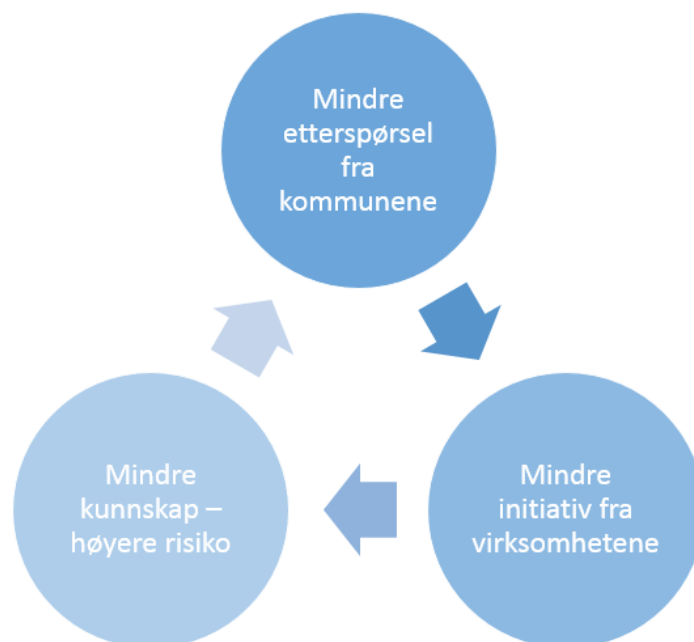 Mindre
etterspørsel
fra
kommunene
Mindre
initiativ fra
virksomhetene
Mindre
kunnskap –
høyere risiko